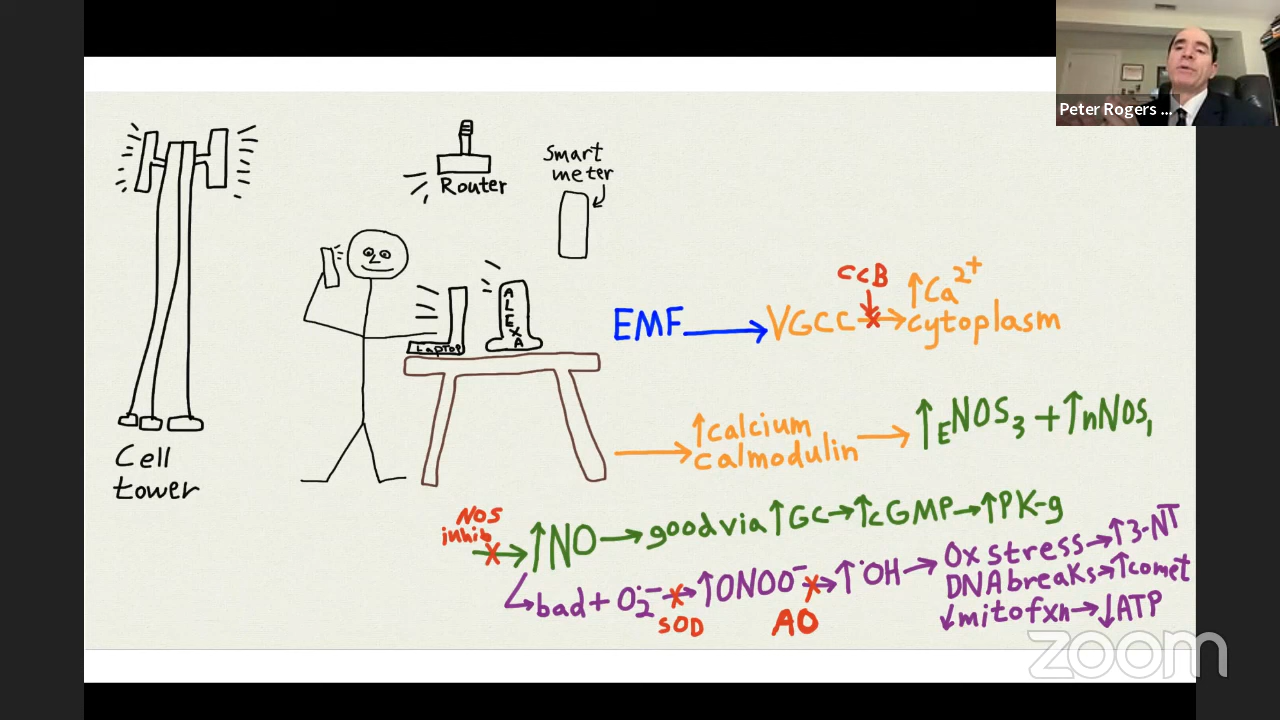 Peter Rogers ...
Smart
meter
Router
Laptop
ALEXA
Cell
tower
CCB
EMF → VGCC → ↑Ca²⁺
cytoplasm
→ ↑calcium
calmodulin → ↑ENOS₃ + ↑nNOS₁
NOS
inhib
→ ↑NO → good via ↑GC → ↑cGMP → ↑PK-g
↳ bad + O₂˙⁻ → ↑ONOO⁻ → ↑˙OH → Ox stress → ↑3-NT
DNA breaks → ↑comet
↓mitofxn → ↓ATP
SOD
AO
zoom